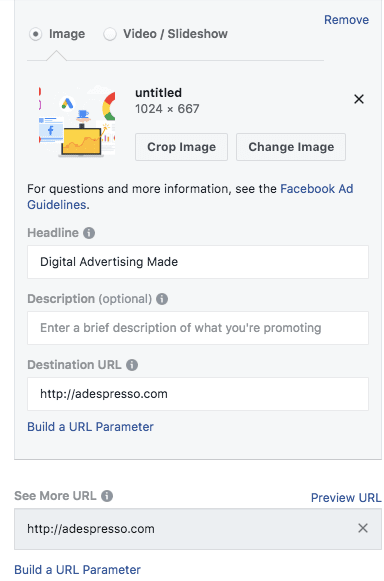 Remove
Image
Video / Slideshow
untitled
1024 × 667
Crop Image
Change Image
For questions and more information, see the Facebook Ad
Guidelines.
Headline
Digital Advertising Made
Description (optional)
Enter a brief description of what you're promoting
Destination URL
http://adespresso.com
Build a URL Parameter
See More URL
Preview URL
http://adespresso.com
Build a URL Parameter